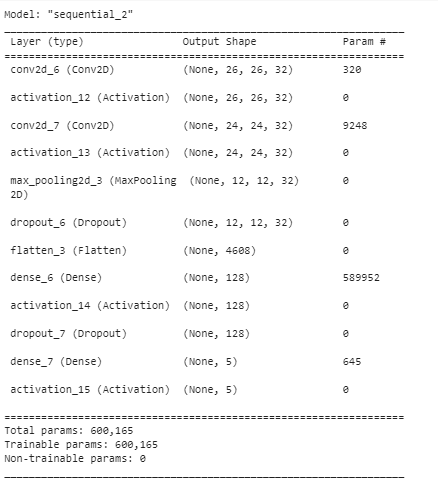 Model: "sequential_2"
Layer (type) Output Shape Param #
conv2d_6 (Conv2D) (None, 26, 26, 32) 320
activation_12 (Activation) (None, 26, 26, 32) 0
conv2d_7 (Conv2D) (None, 24, 24, 32) 9248
activation_13 (Activation) (None, 24, 24, 32) 0
max_pooling2d_3 (MaxPooling (None, 12, 12, 32) 0
2D)
dropout_6 (Dropout) (None, 12, 12, 32) 0
flatten_3 (Flatten) (None, 4608) 0
dense_6 (Dense) (None, 128) 589952
activation_14 (Activation) (None, 128) 0
dropout_7 (Dropout) (None, 128) 0
dense_7 (Dense) (None, 5) 645
activation_15 (Activation) (None, 5) 0
Total params: 600,165
Trainable params: 600,165
Non-trainable params: 0